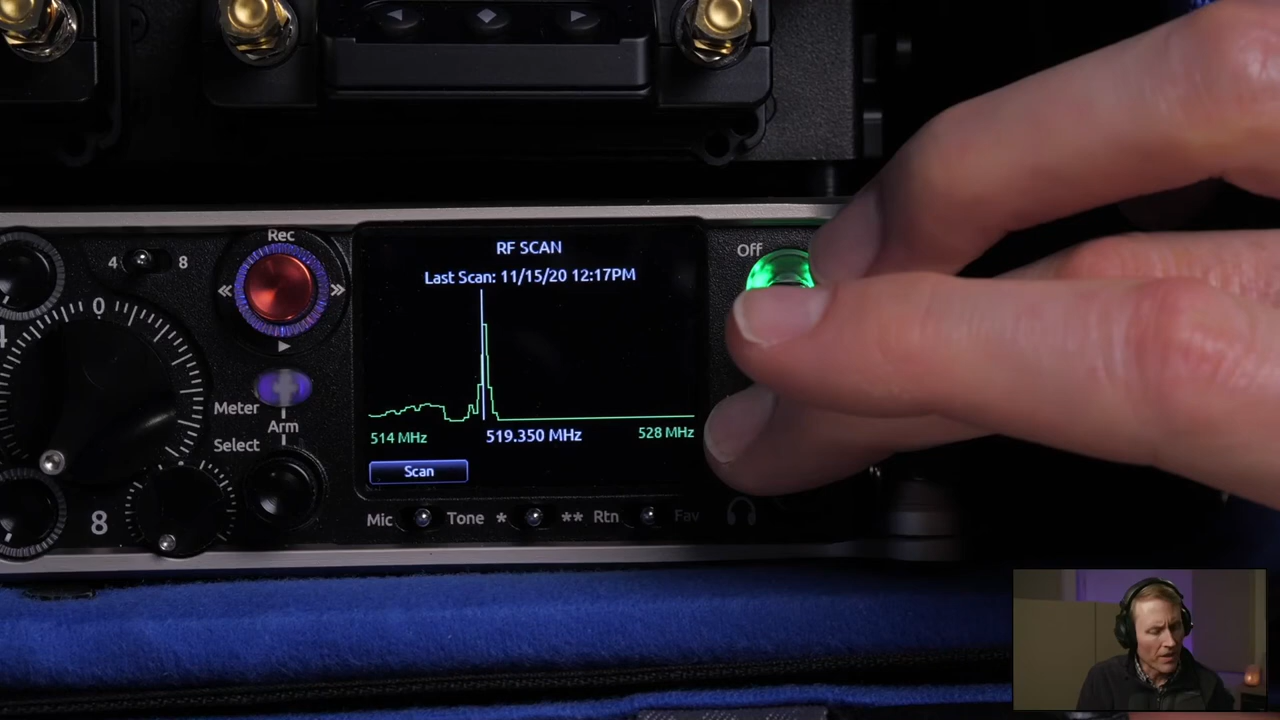 Rec
Off
4 8
0
RF SCAN
Last Scan: 11/15/20 12:17PM
4
Meter
Arm
Select
514 MHz 519.350 MHz 528 MHz
Scan
8
Mic Tone * ** Rtn Fav